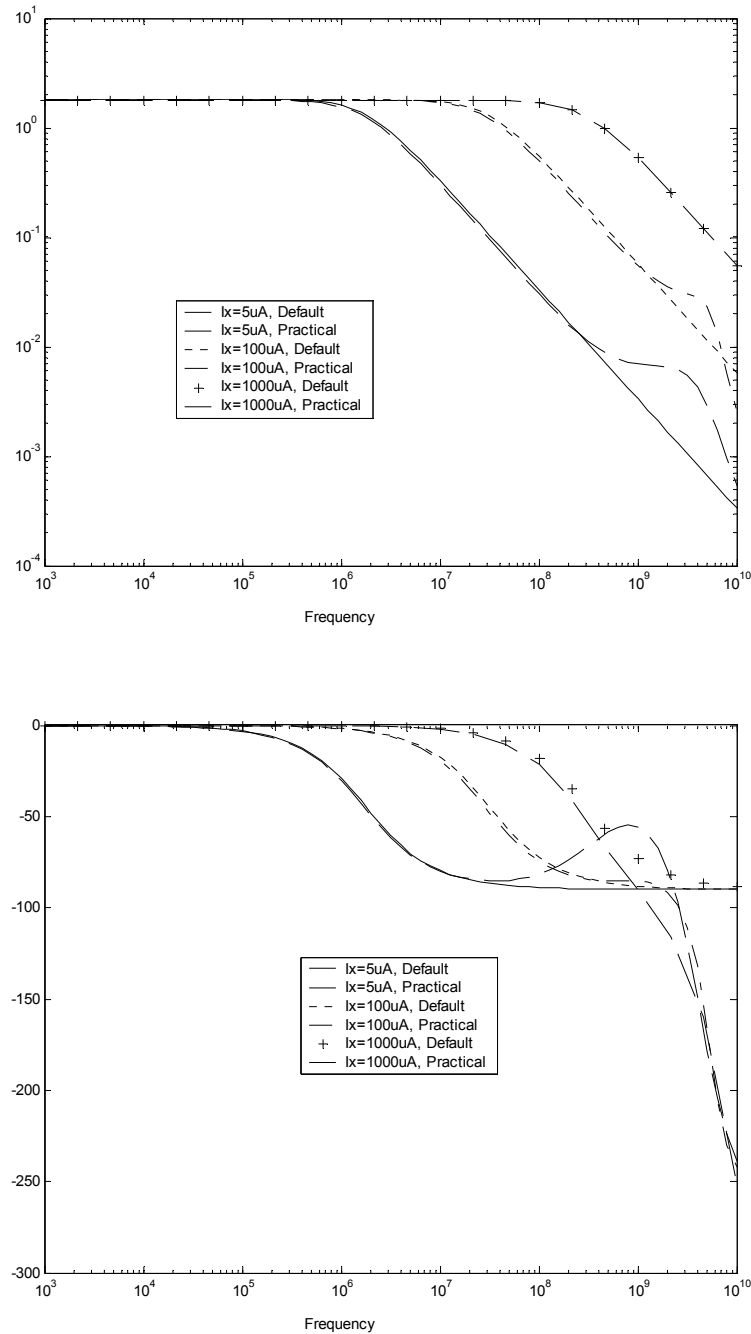 10^1
10^0
10^-1
10^-2
10^-3
10^-4
Ix=5uA, Default
Ix=5uA, Practical
Ix=100uA, Default
Ix=100uA, Practical
Ix=1000uA, Default
Ix=1000uA, Practical
10^3 10^4 10^5 10^6 10^7 10^8 10^9 10^10
Frequency
0
-50
-100
-150
-200
-250
-300
Ix=5uA, Default
Ix=5uA, Practical
Ix=100uA, Default
Ix=100uA, Practical
Ix=1000uA, Default
Ix=1000uA, Practical
10^3 10^4 10^5 10^6 10^7 10^8 10^9 10^10
Frequency